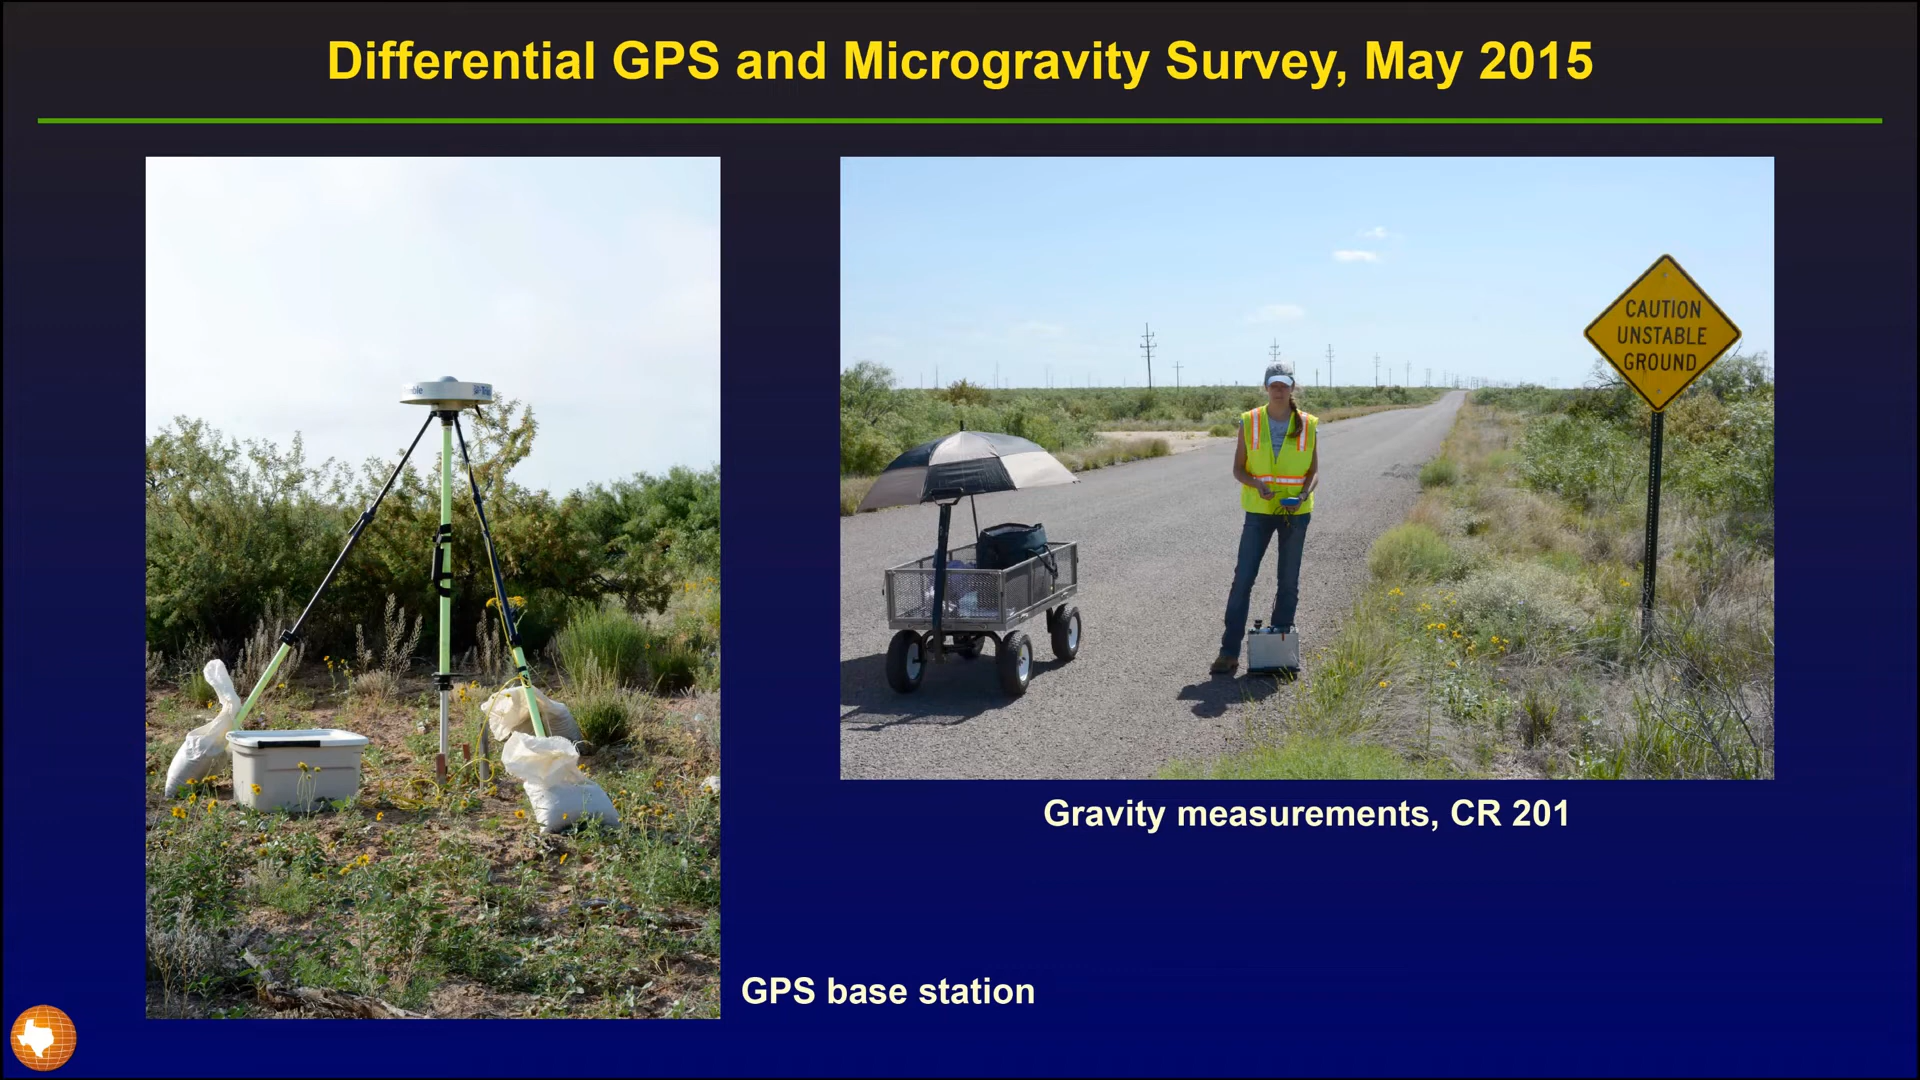 Differential GPS and Microgravity Survey, May 2015
CAUTION
UNSTABLE
GROUND
Gravity measurements, CR 201
GPS base station